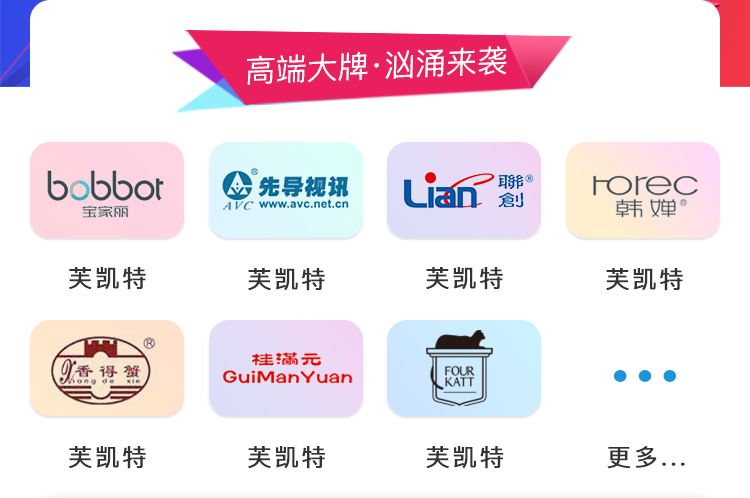 高端大牌·汹涌来袭
bobbot
宝家丽
芙凯特
AVC
®
先导视讯
www.avc.net.cn
芙凯特
Lian
聯創®
芙凯特
Horec
韩婵®
芙凯特
香得蟹
®
xiang de xie
芙凯特
桂满元
GuiManYuan
芙凯特
FOUR
KATT
芙凯特
更多...